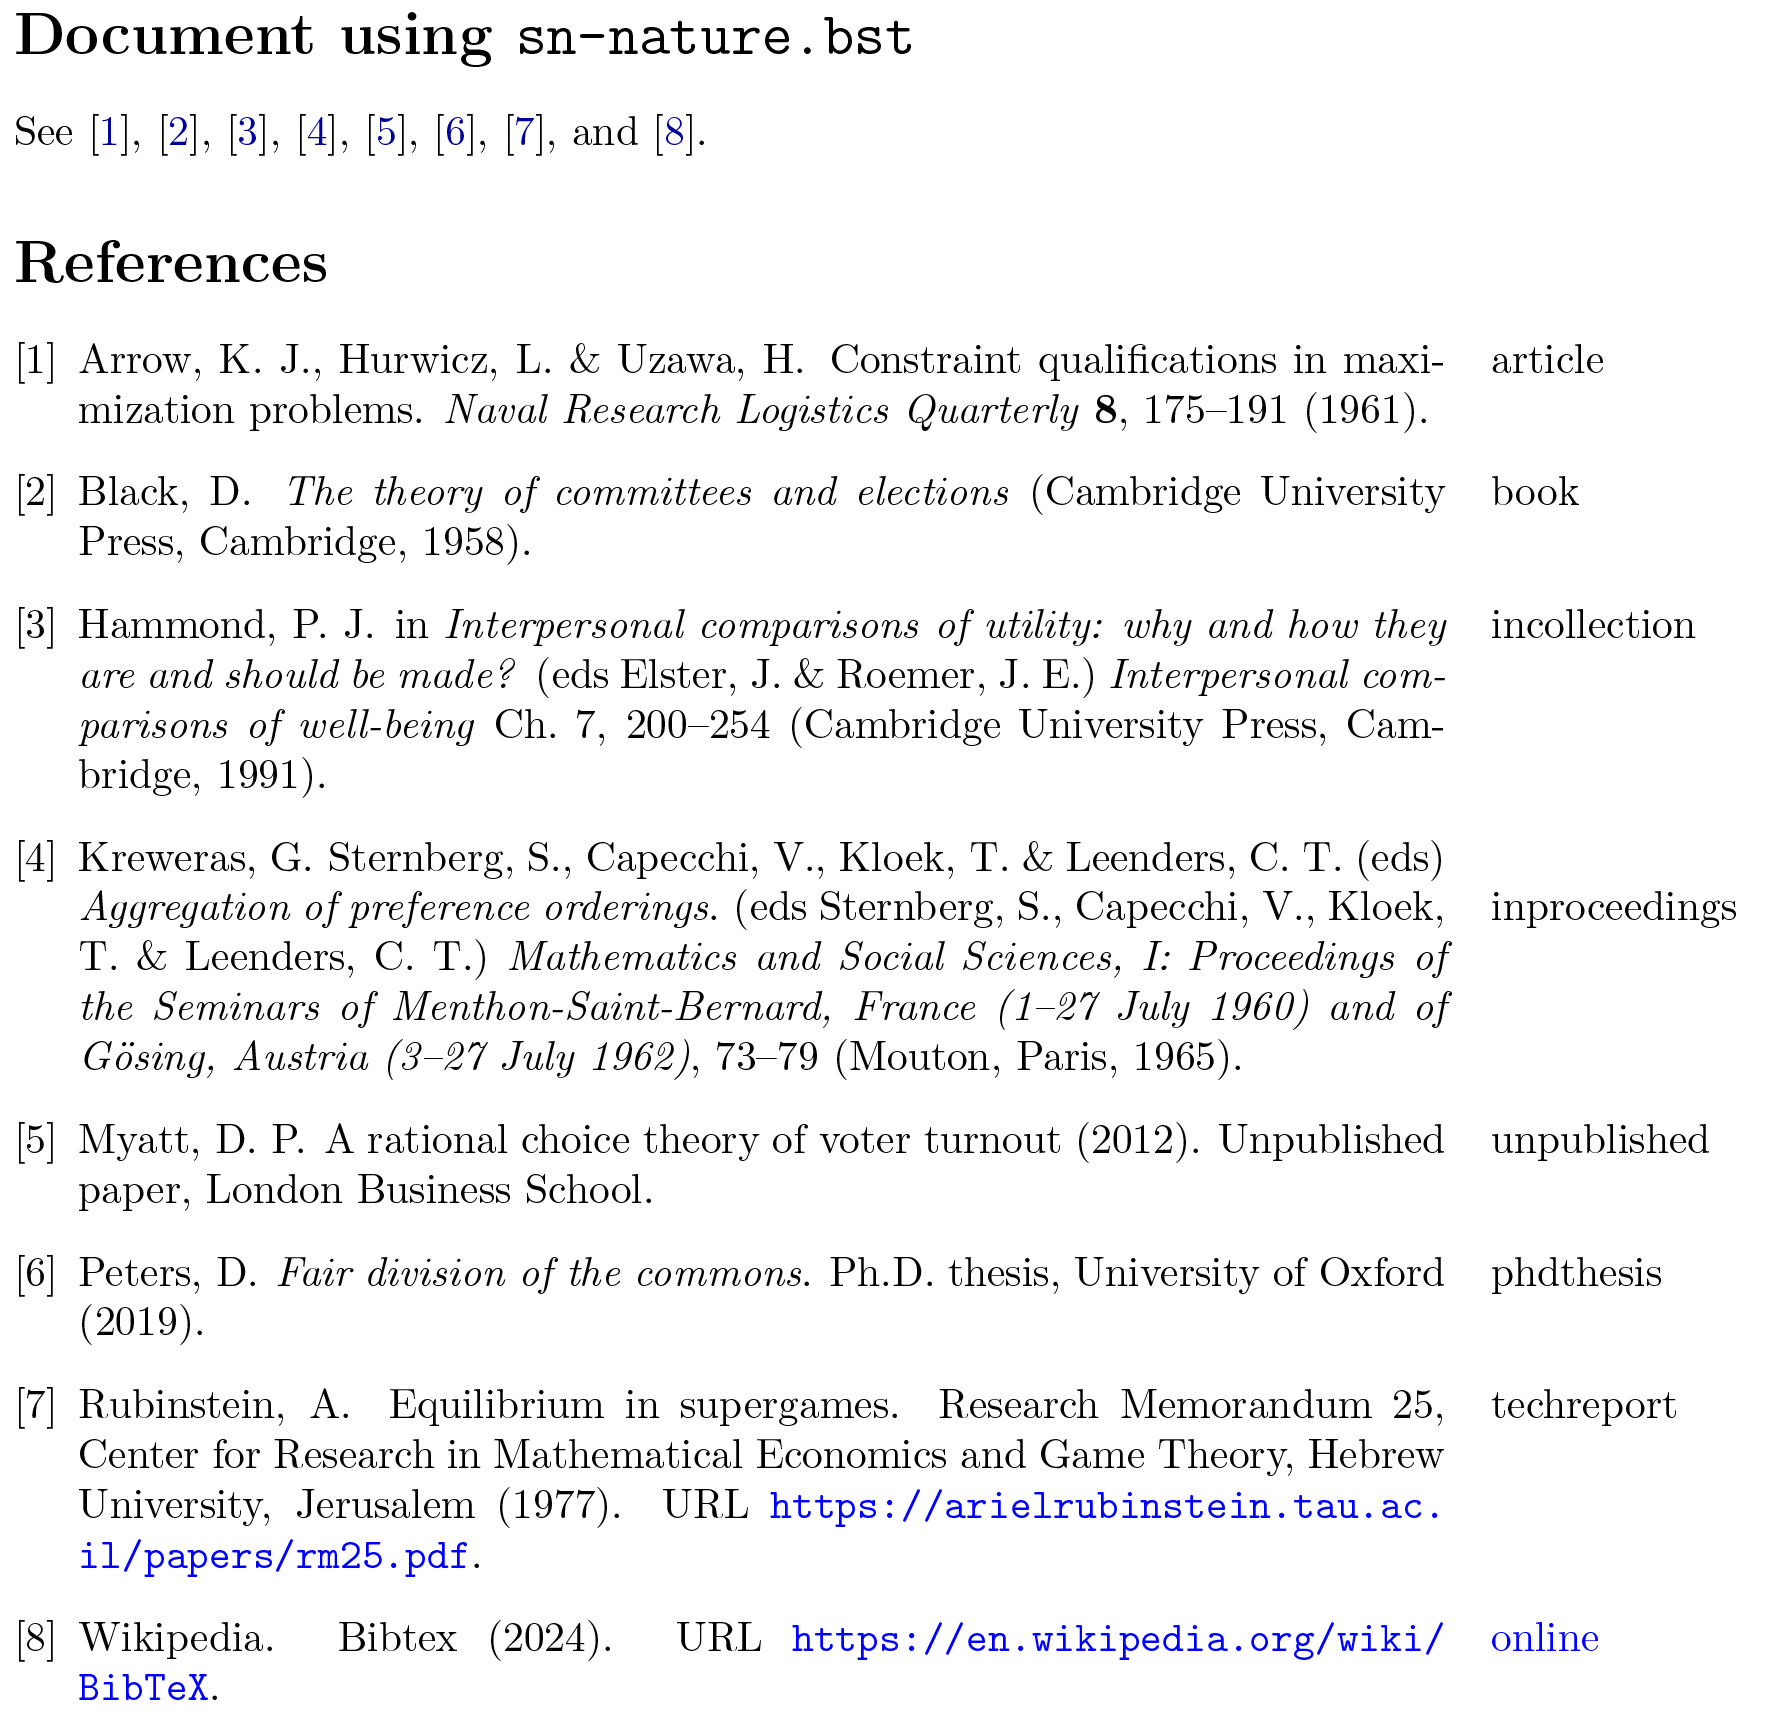 Document using sn-nature.bst
See [1], [2], [3], [4], [5], [6], [7], and [8].
References
[1] Arrow, K. J., Hurwicz, L. & Uzawa, H. Constraint qualifications in maxi- article
mization problems. Naval Research Logistics Quarterly 8, 175–191 (1961).
[2] Black, D. The theory of committees and elections (Cambridge University book
Press, Cambridge, 1958).
[3] Hammond, P. J. in Interpersonal comparisons of utility: why and how they incollection
are and should be made? (eds Elster, J. & Roemer, J. E.) Interpersonal com-
parisons of well-being Ch. 7, 200–254 (Cambridge University Press, Cam-
bridge, 1991).
[4] Kreweras, G. Sternberg, S., Capecchi, V., Kloek, T. & Leenders, C. T. (eds)
Aggregation of preference orderings. (eds Sternberg, S., Capecchi, V., Kloek, inproceedings
T. & Leenders, C. T.) Mathematics and Social Sciences, I: Proceedings of
the Seminars of Menthon-Saint-Bernard, France (1–27 July 1960) and of
Gösing, Austria (3–27 July 1962), 73–79 (Mouton, Paris, 1965).
[5] Myatt, D. P. A rational choice theory of voter turnout (2012). Unpublished unpublished
paper, London Business School.
[6] Peters, D. Fair division of the commons. Ph.D. thesis, University of Oxford phdthesis
(2019).
[7] Rubinstein, A. Equilibrium in supergames. Research Memorandum 25, techreport
Center for Research in Mathematical Economics and Game Theory, Hebrew
University, Jerusalem (1977). URL https://arielrubinstein.tau.ac.
il/papers/rm25.pdf.
[8] Wikipedia. Bibtex (2024). URL https://en.wikipedia.org/wiki/ online
BibTeX.